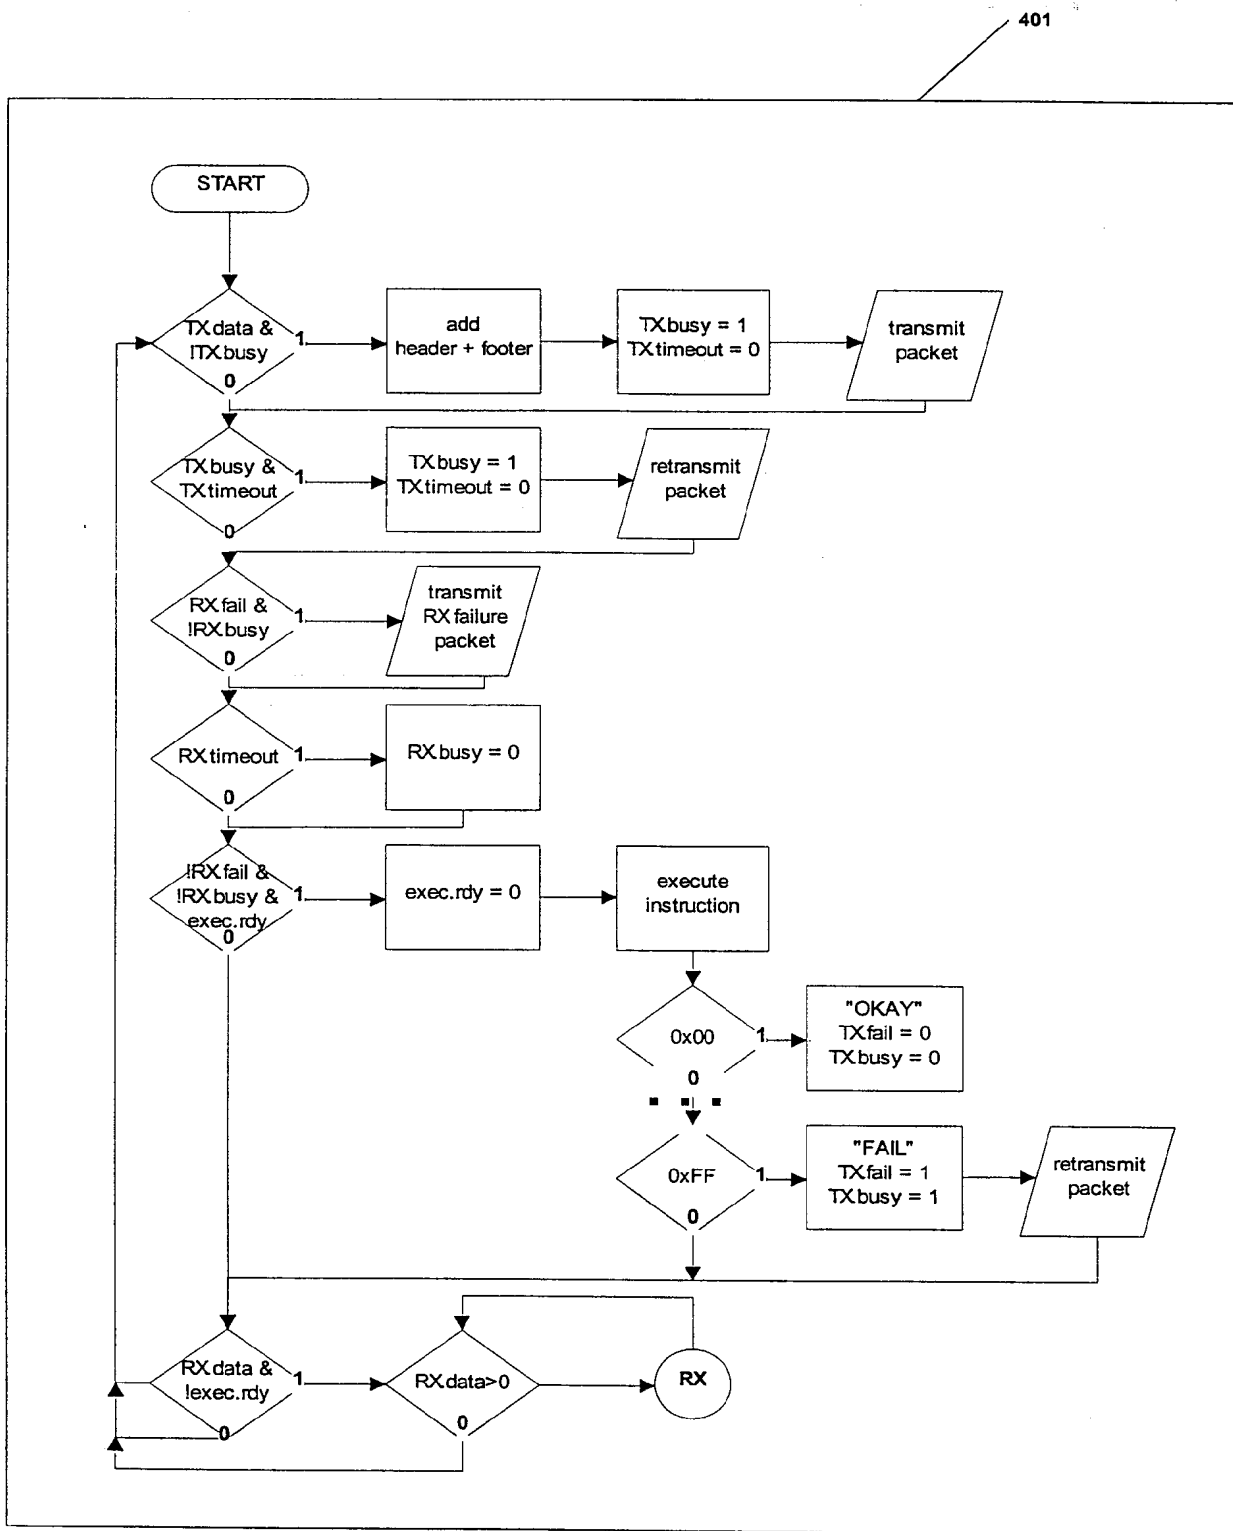 401
START
TX.data &
!TX.busy
1
0
add
header + footer
TX.busy = 1
TX.timeout = 0
transmit
packet
TX.busy &
TX.timeout
1
0
TX.busy = 1
TX.timeout = 0
retransmit
packet
RX.fail &
!RX.busy
1
0
transmit
RX failure
packet
RX.timeout
1
0
RX.busy = 0
!RX.fail &
!RX.busy &
exec.rdy
1
0
exec.rdy = 0
execute
instruction
0x00
1
0
"OKAY"
TX.fail = 0
TX.busy = 0
0xFF
1
0
"FAIL"
TX.fail = 1
TX.busy = 1
retransmit
packet
RX.data &
!exec.rdy
1
0
RX.data>0
0
RX